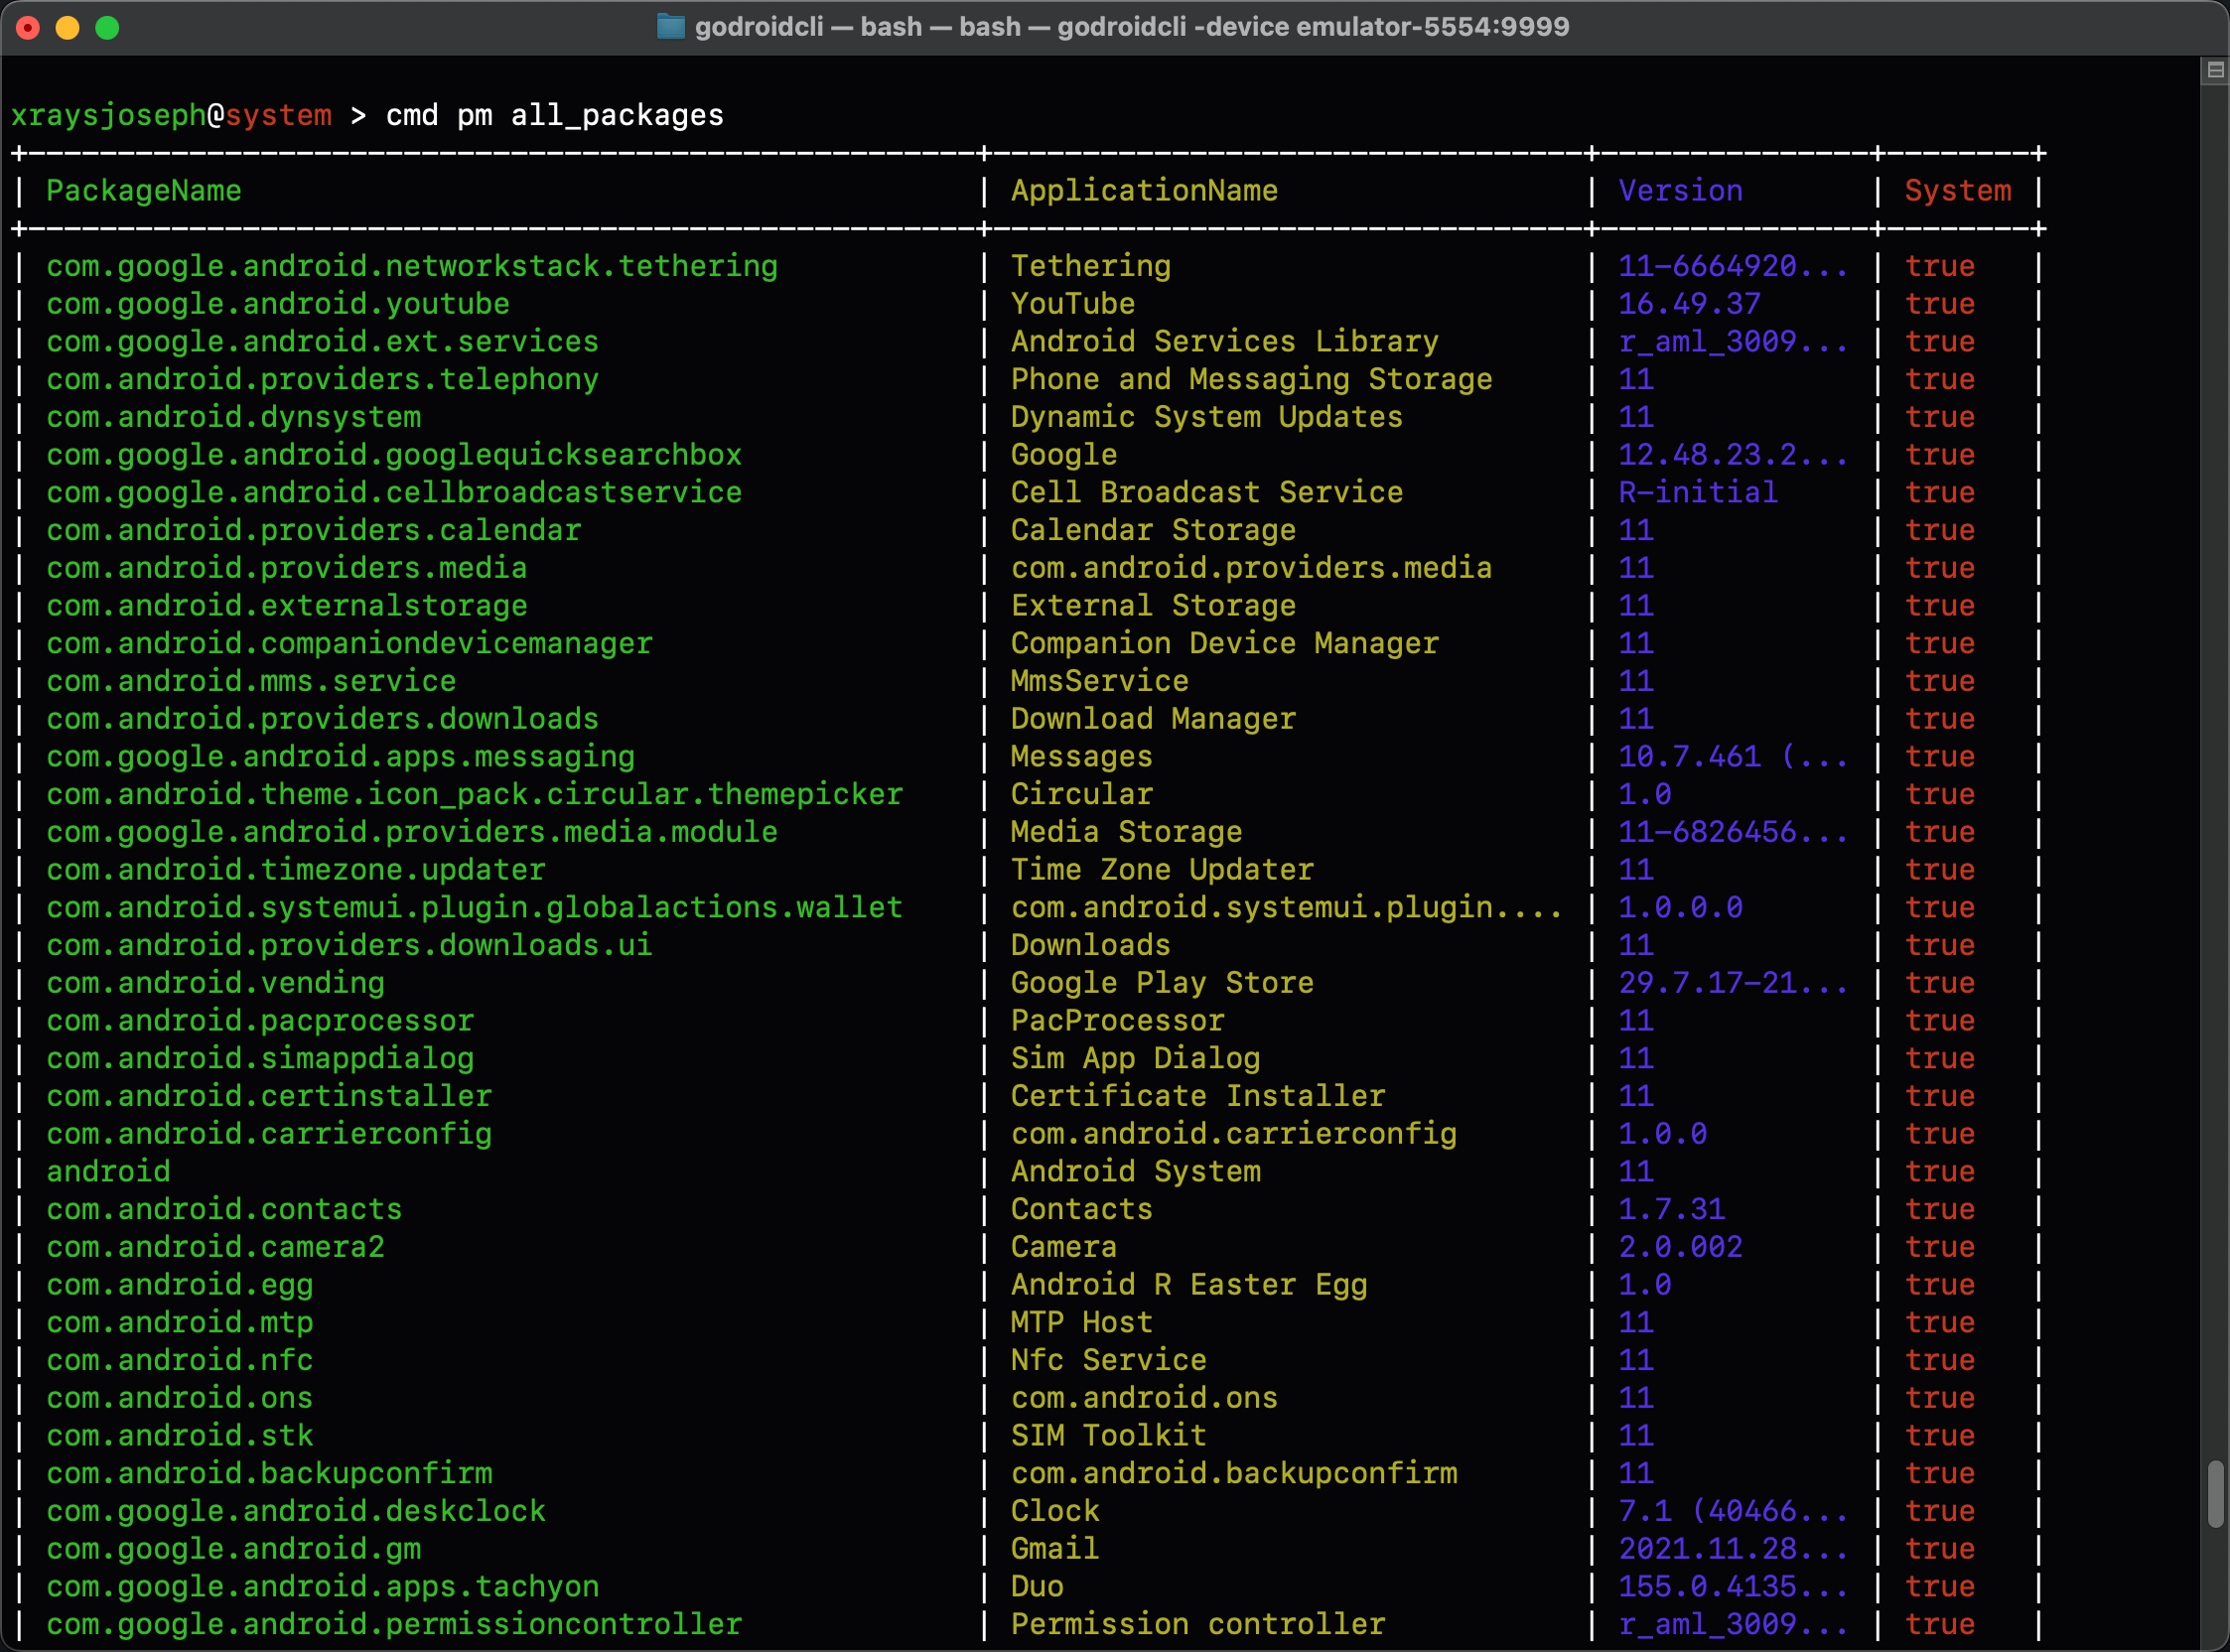 godroidcli — bash — bash — godroidcli -device emulator-5554:9999
xraysjoseph@system > cmd pm all_packages
+-----------------------------------------------------+---------------------------------+---------------+--------+
| PackageName | ApplicationName | Version | System |
+-----------------------------------------------------+---------------------------------+---------------+--------+
| com.google.android.networkstack.tethering | Tethering | 11-6664920... | true |
| com.google.android.youtube | YouTube | 16.49.37 | true |
| com.google.android.ext.services | Android Services Library | r_aml_3009... | true |
| com.android.providers.telephony | Phone and Messaging Storage | 11 | true |
| com.android.dynsystem | Dynamic System Updates | 11 | true |
| com.google.android.googlequicksearchbox | Google | 12.48.23.2... | true |
| com.google.android.cellbroadcastservice | Cell Broadcast Service | R-initial | true |
| com.android.providers.calendar | Calendar Storage | 11 | true |
| com.android.providers.media | com.android.providers.media | 11 | true |
| com.android.externalstorage | External Storage | 11 | true |
| com.android.companiondevicemanager | Companion Device Manager | 11 | true |
| com.android.mms.service | MmsService | 11 | true |
| com.android.providers.downloads | Download Manager | 11 | true |
| com.google.android.apps.messaging | Messages | 10.7.461 (... | true |
| com.android.theme.icon_pack.circular.themepicker | Circular | 1.0 | true |
| com.google.android.providers.media.module | Media Storage | 11-6826456... | true |
| com.android.timezone.updater | Time Zone Updater | 11 | true |
| com.android.systemui.plugin.globalactions.wallet | com.android.systemui.plugin.... | 1.0.0.0 | true |
| com.android.providers.downloads.ui | Downloads | 11 | true |
| com.android.vending | Google Play Store | 29.7.17-21... | true |
| com.android.pacprocessor | PacProcessor | 11 | true |
| com.android.simappdialog | Sim App Dialog | 11 | true |
| com.android.certinstaller | Certificate Installer | 11 | true |
| com.android.carrierconfig | com.android.carrierconfig | 1.0.0 | true |
| android | Android System | 11 | true |
| com.android.contacts | Contacts | 1.7.31 | true |
| com.android.camera2 | Camera | 2.0.002 | true |
| com.android.egg | Android R Easter Egg | 1.0 | true |
| com.android.mtp | MTP Host | 11 | true |
| com.android.nfc | Nfc Service | 11 | true |
| com.android.ons | com.android.ons | 11 | true |
| com.android.stk | SIM Toolkit | 11 | true |
| com.android.backupconfirm | com.android.backupconfirm | 11 | true |
| com.google.android.deskclock | Clock | 7.1 (40466... | true |
| com.google.android.gm | Gmail | 2021.11.28... | true |
| com.google.android.apps.tachyon | Duo | 155.0.4135... | true |
| com.google.android.permissioncontroller | Permission controller | r_aml_3009... | true |